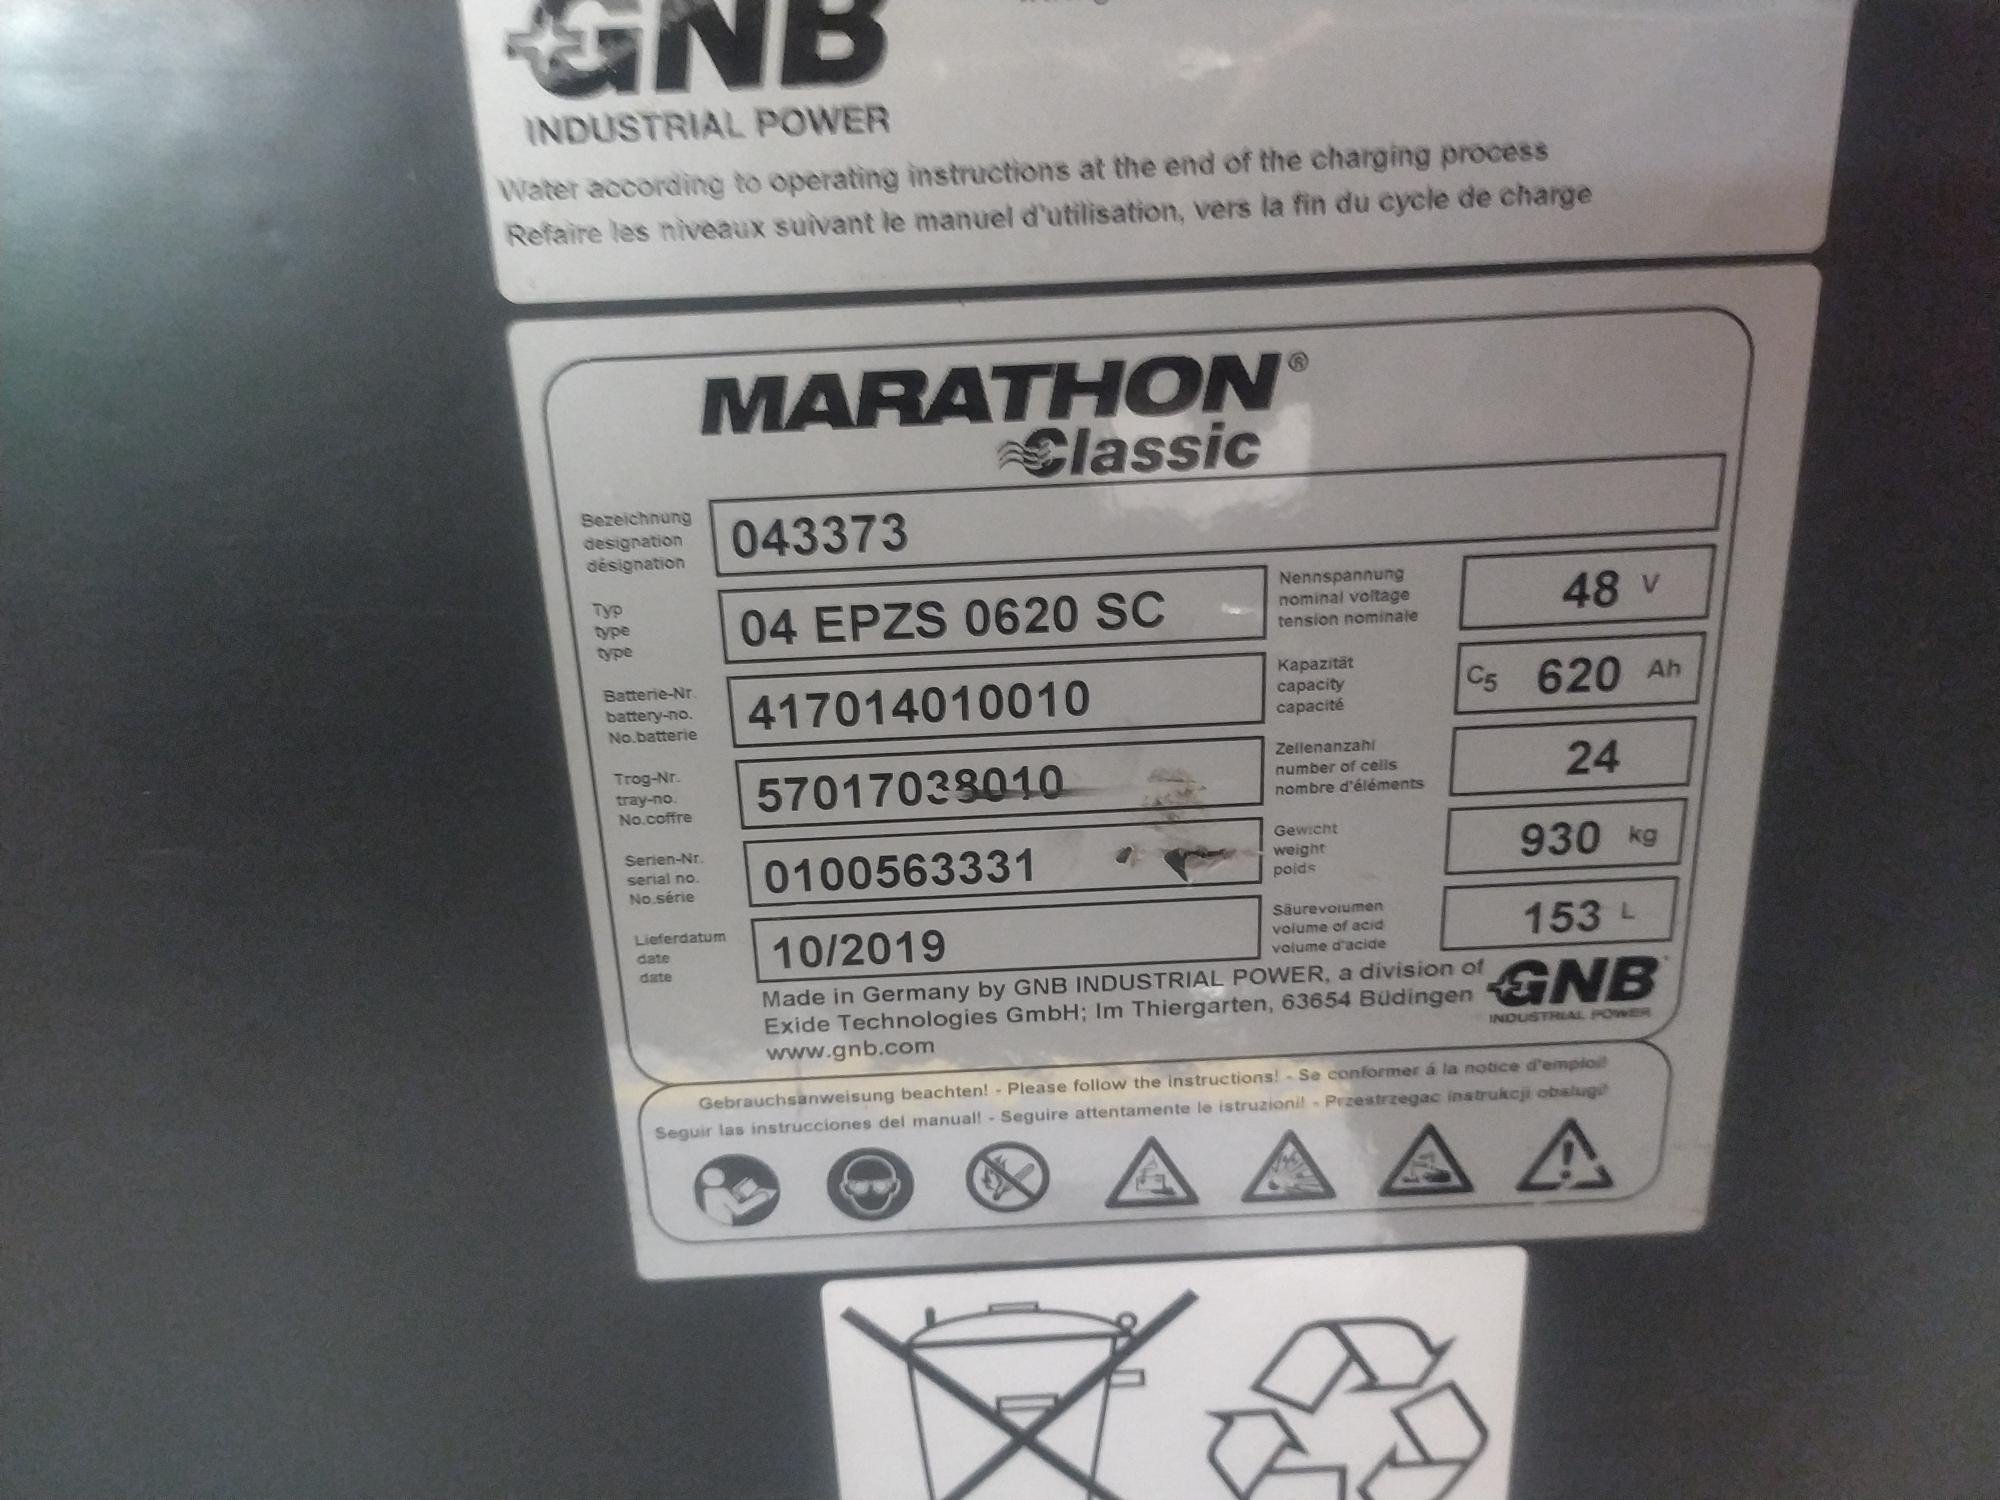 GNB
INDUSTRIAL POWER
Water according to operating instructions at the end of the charging process
Refaire les niveaux suivant le manuel d'utilisation, vers la fin du cycle de charge
MARATHON®
Classic
Bezeichnung
designation
désignation
043373
Typ
type
type
04 EPZS 0620 SC
Nennspannung
nominal voltage
tension nominale
48 V
Batterie-Nr.
battery-no.
No.batterie
417014010010
Kapazität
capacity
capacité
C5 620 Ah
Trog-Nr.
tray-no.
No.coffre
57017038010
Zellenanzahl
number of cells
nombre d'éléments
24
Serien-Nr.
serial no.
No.série
0100563331
Gewicht
weight
poids
930 kg
Lieferdatum
date
date
10/2019
Säurevolumen
volume of acid
volume d'acide
153 L
Made in Germany by GNB INDUSTRIAL POWER, a division of
Exide Technologies GmbH; Im Thiergarten, 63654 Büdingen
www.gnb.com
GNB
INDUSTRIAL POWER
Gebrauchsanweisung beachten! - Please follow the instructions! - Se conformer á la notice d'emploi!
Seguir las instrucciones del manual! - Seguire attentamente le istruzioni! - Przestrzegac instrukcji obslugi!